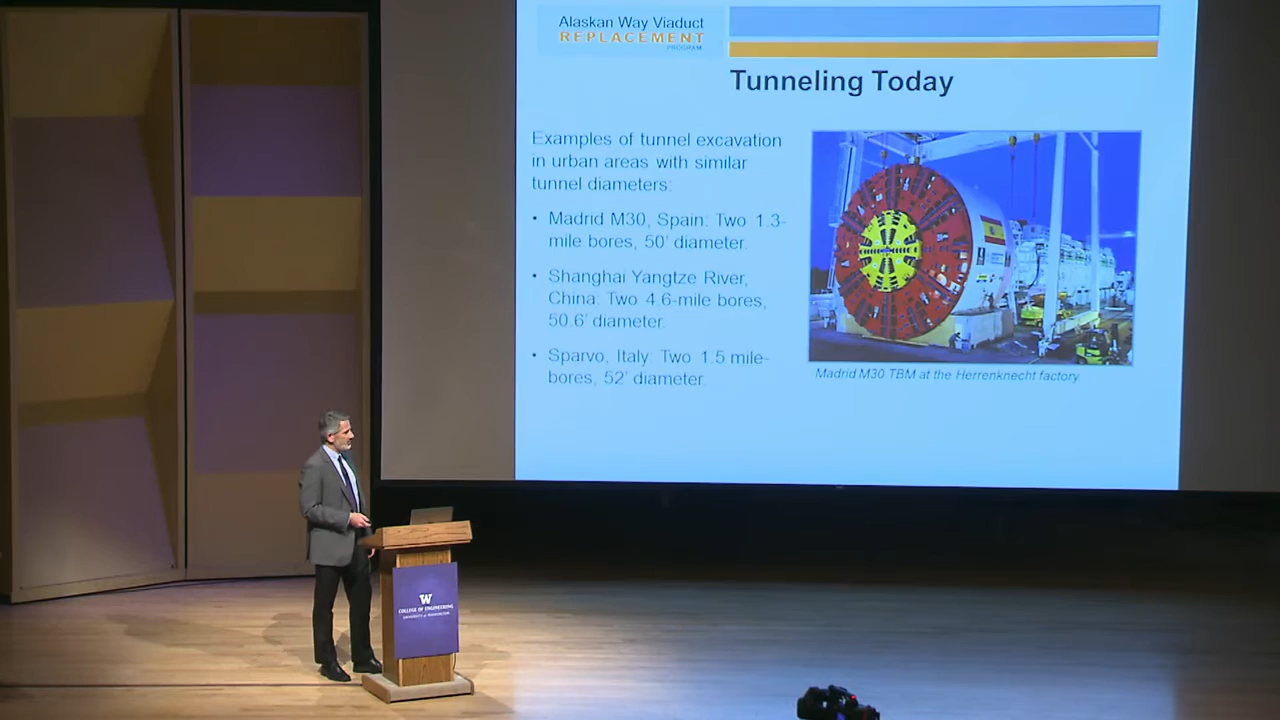 Alaskan Way Viaduct
REPLACEMENT
PROGRAM
Tunneling Today
Examples of tunnel excavation
in urban areas with similar
tunnel diameters:
• Madrid M30, Spain: Two 1.3-
mile bores, 50' diameter.
• Shanghai Yangtze River,
China: Two 4.6-mile bores,
50.6' diameter.
• Sparvo, Italy: Two 1.5 mile-
bores, 52' diameter.
Madrid M30 TBM at the Herrenknecht factory
W
COLLEGE OF ENGINEERING
UNIVERSITY of WASHINGTON